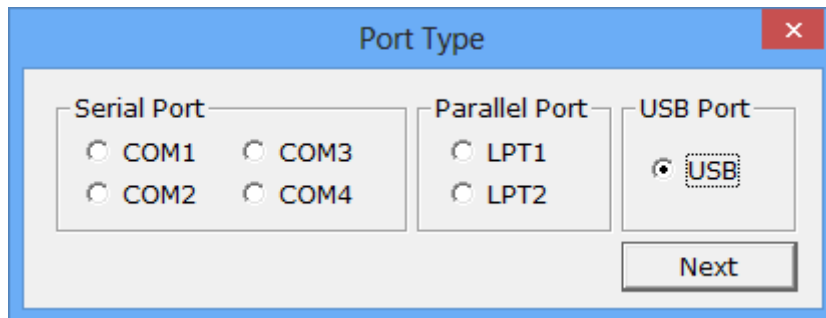 Port Type
Serial Port
COM1 COM3
COM2 COM4
Parallel Port
LPT1
LPT2
USB Port
USB
Next